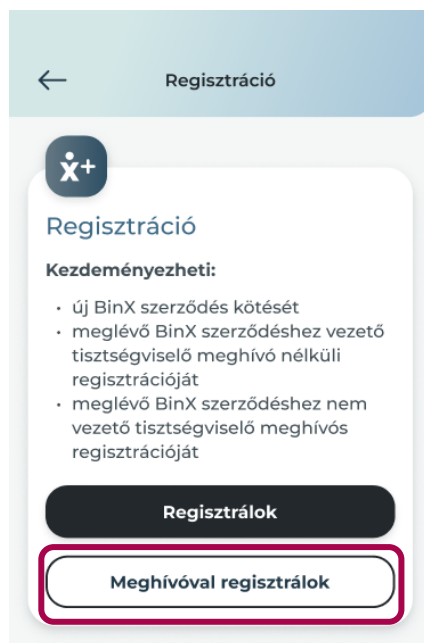 Regisztráció
x+
Regisztráció
Kezdeményezheti:
• új BinX szerződés kötését
• meglévő BinX szerződéshez vezető
tisztségviselő meghívó nélküli
regisztrációját
• meglévő BinX szerződéshez nem
vezető tisztségviselő meghívós
regisztrációját
Regisztrálok
Meghívóval regisztrálok